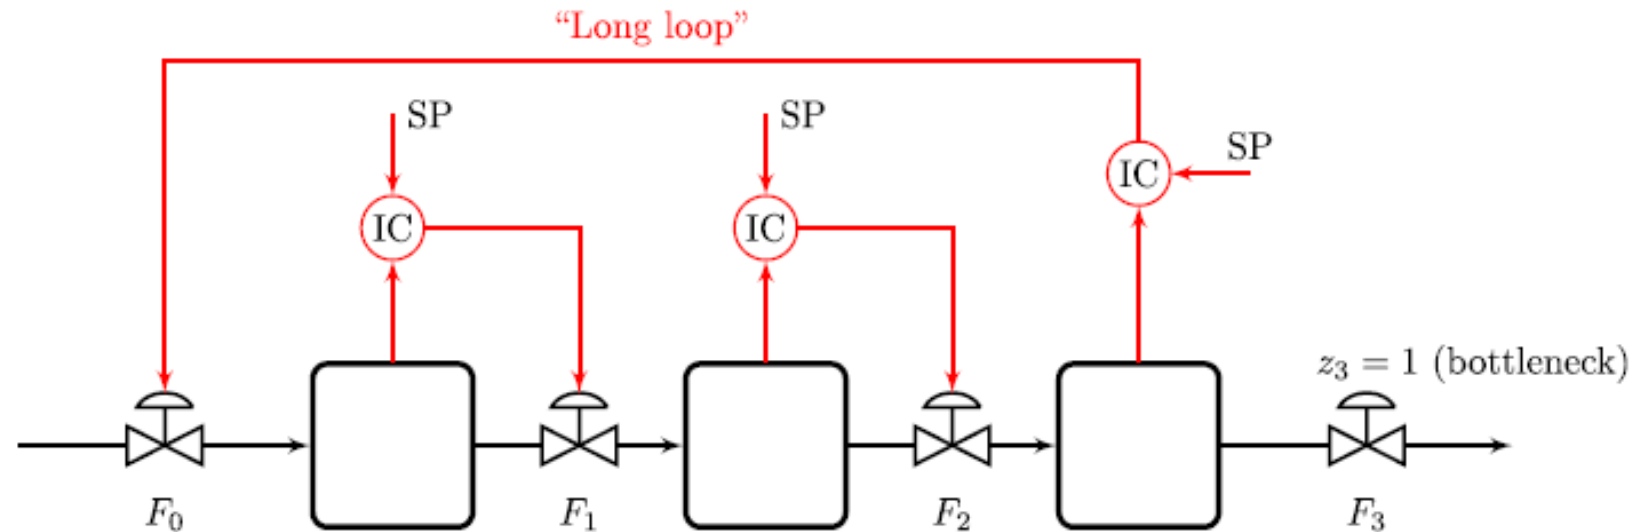 “Long loop”
SP
SP
SP
IC
IC
IC
z₃ = 1 (bottleneck)
F₀
F₁
F₂
F₃